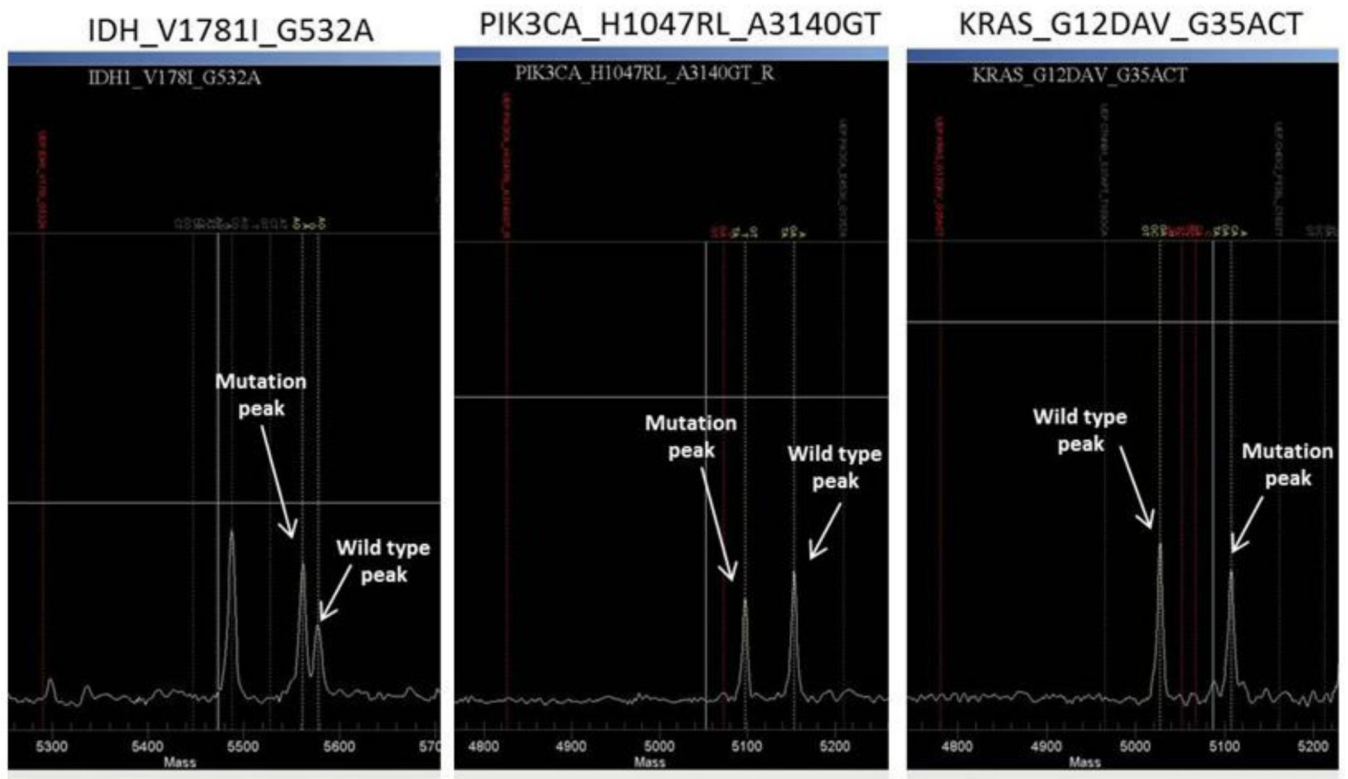 IDH_V1781I_G532A
PIK3CA_H1047RL_A3140GT
KRAS_G12DAV_G35ACT
IDH1_V178I_G532A
PIK3CA_H1047RL_A3140GT_R
KRAS_G12DAV_G35ACT
Mutation
peak
Wild type
peak
5300 5400 5500 5600 570
Mass
Mutation
peak
Wild type
peak
4800 4900 5000 5100 5200
Mass
Wild type
peak
Mutation
peak
4800 4900 5000 5100 5200
Mass